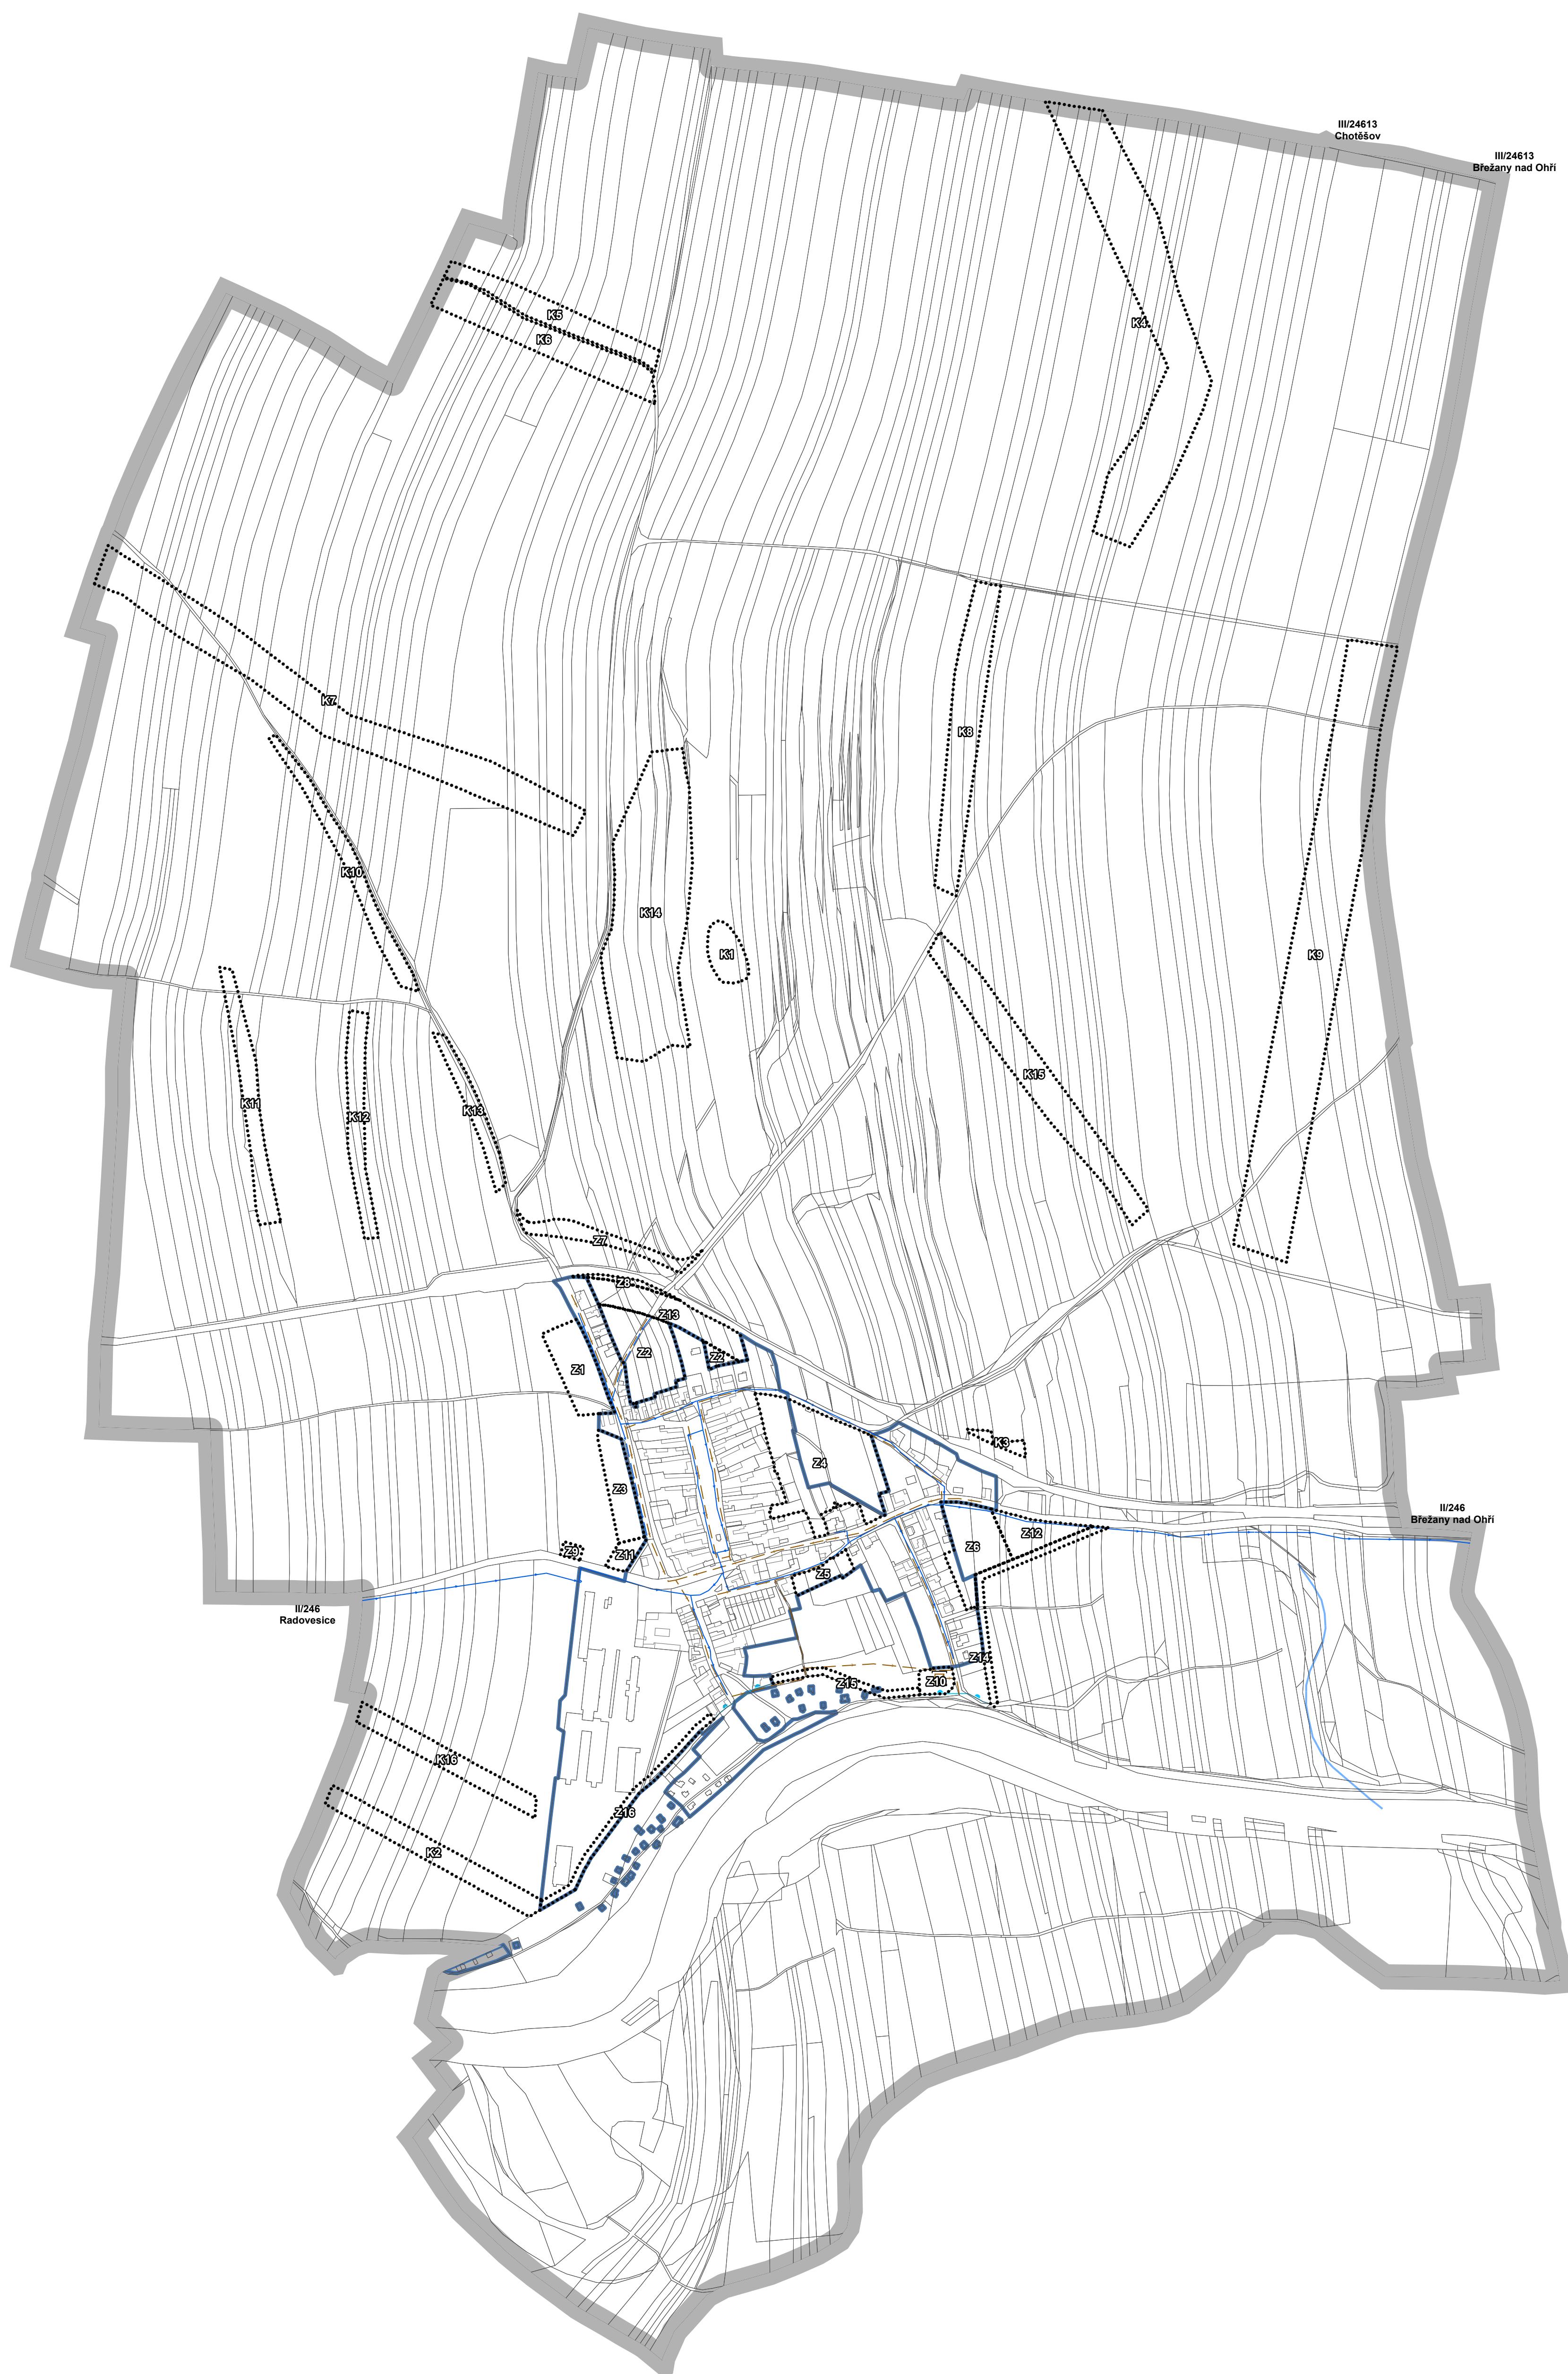 III/24613
Chotěšov
III/24613
Břežany nad Ohří
K5
K4
K6
K7
K8
K10
K14
K1
K9
K15
K11
K12
K13
Z7
Z8
Z13
Z2
Z2
Z1
K3
Z4
Z3
II/246
Břežany nad Ohří
Z12
Z6
Z9
Z11
Z5
II/246
Radovesice
Z14
Z15
Z10
K16
Z16
K2